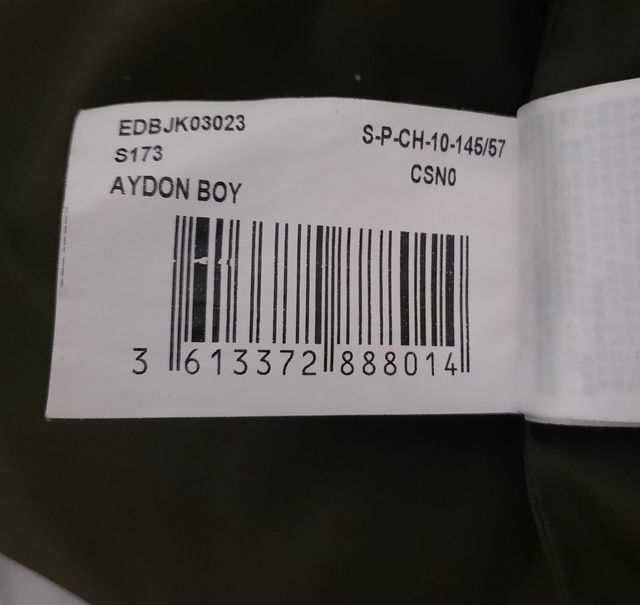 EDBJK03023
S173
AYDON BOY
S-P-CH-10-145/57
CSN0
3 613372 888014